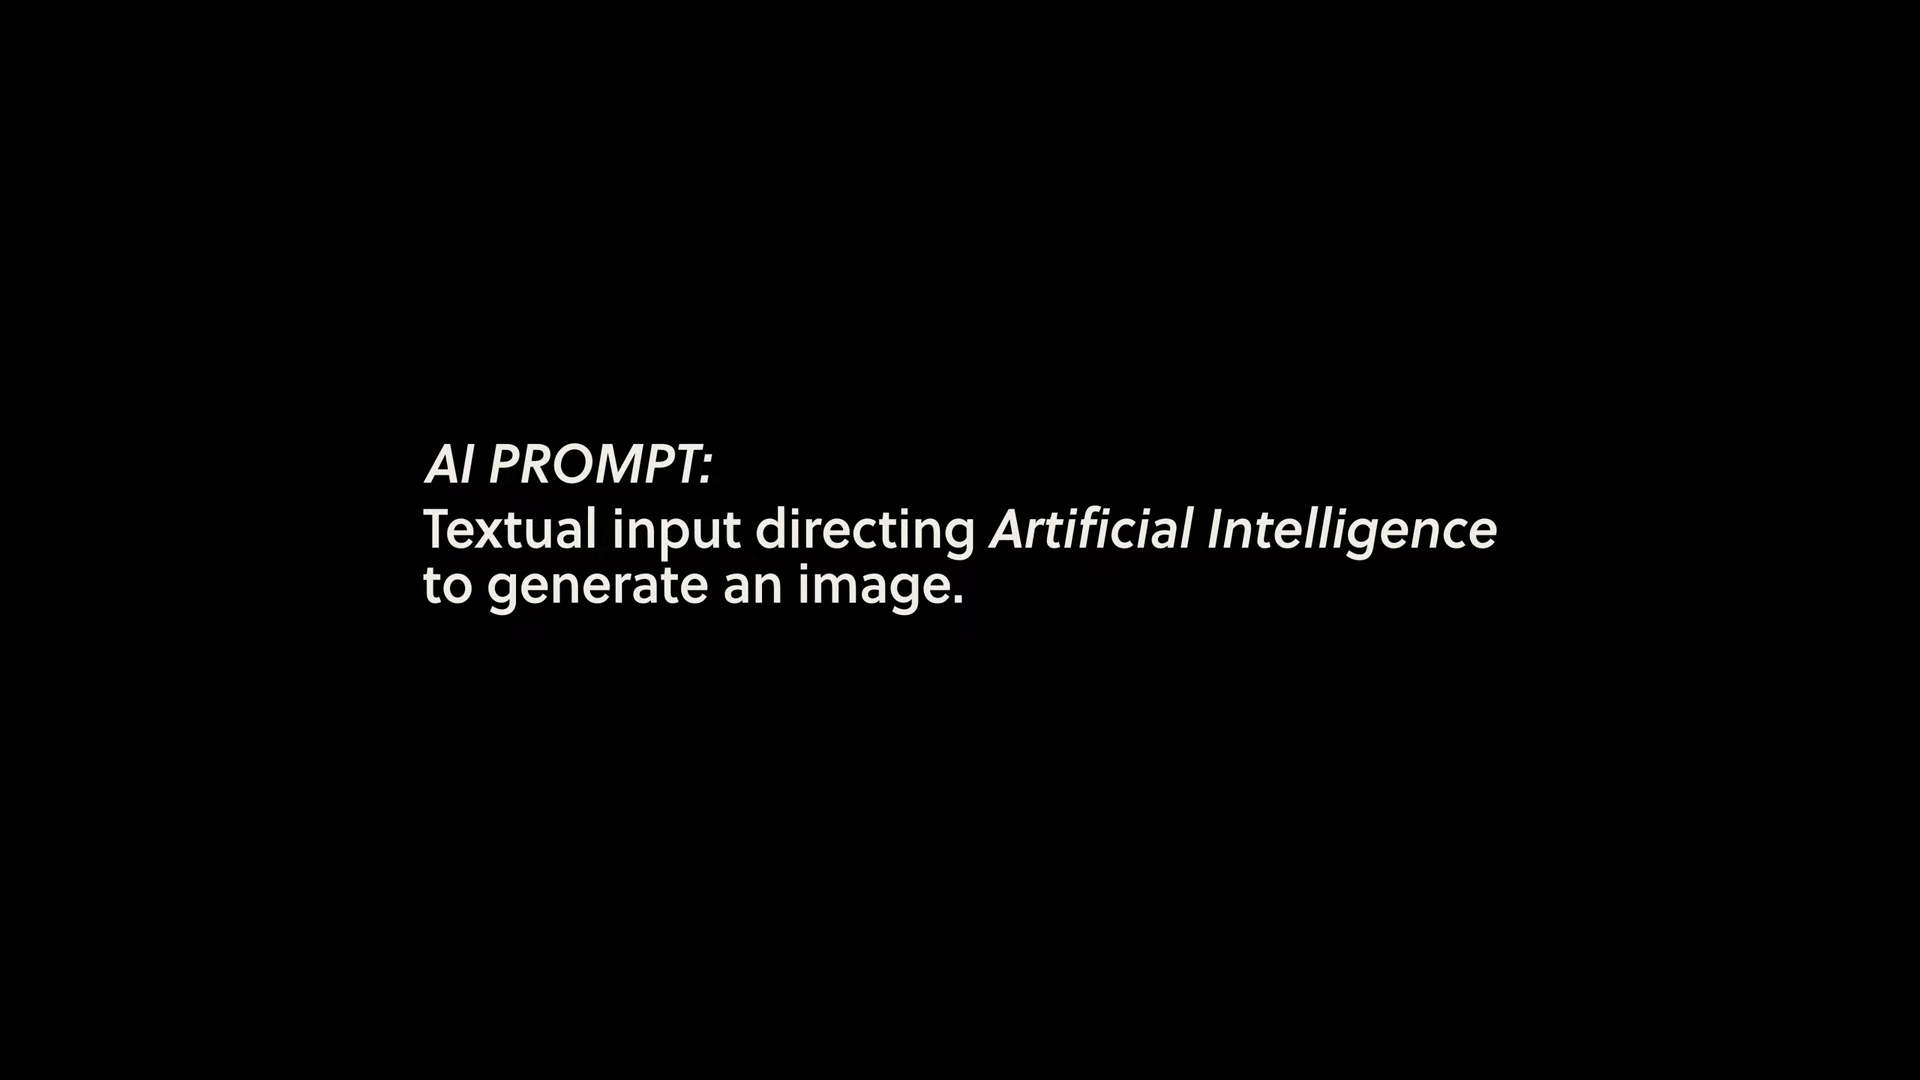 AI PROMPT:
Textual input directing Artificial Intelligence
to generate an image.